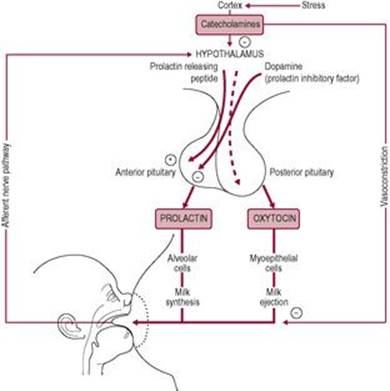 Cortex
Stress
Catecholamines
−
HYPOTHALAMUS
Prolactin releasing
peptide
Dopamine
(prolactin inhibitory factor)
+
Anterior pituitary
−
Posterior pituitary
Afferent nerve pathway
Vasoconstriction
PROLACTIN
OXYTOCIN
Alveolar
cells
Myoepithelial
cells
Milk
synthesis
Milk
ejection
−